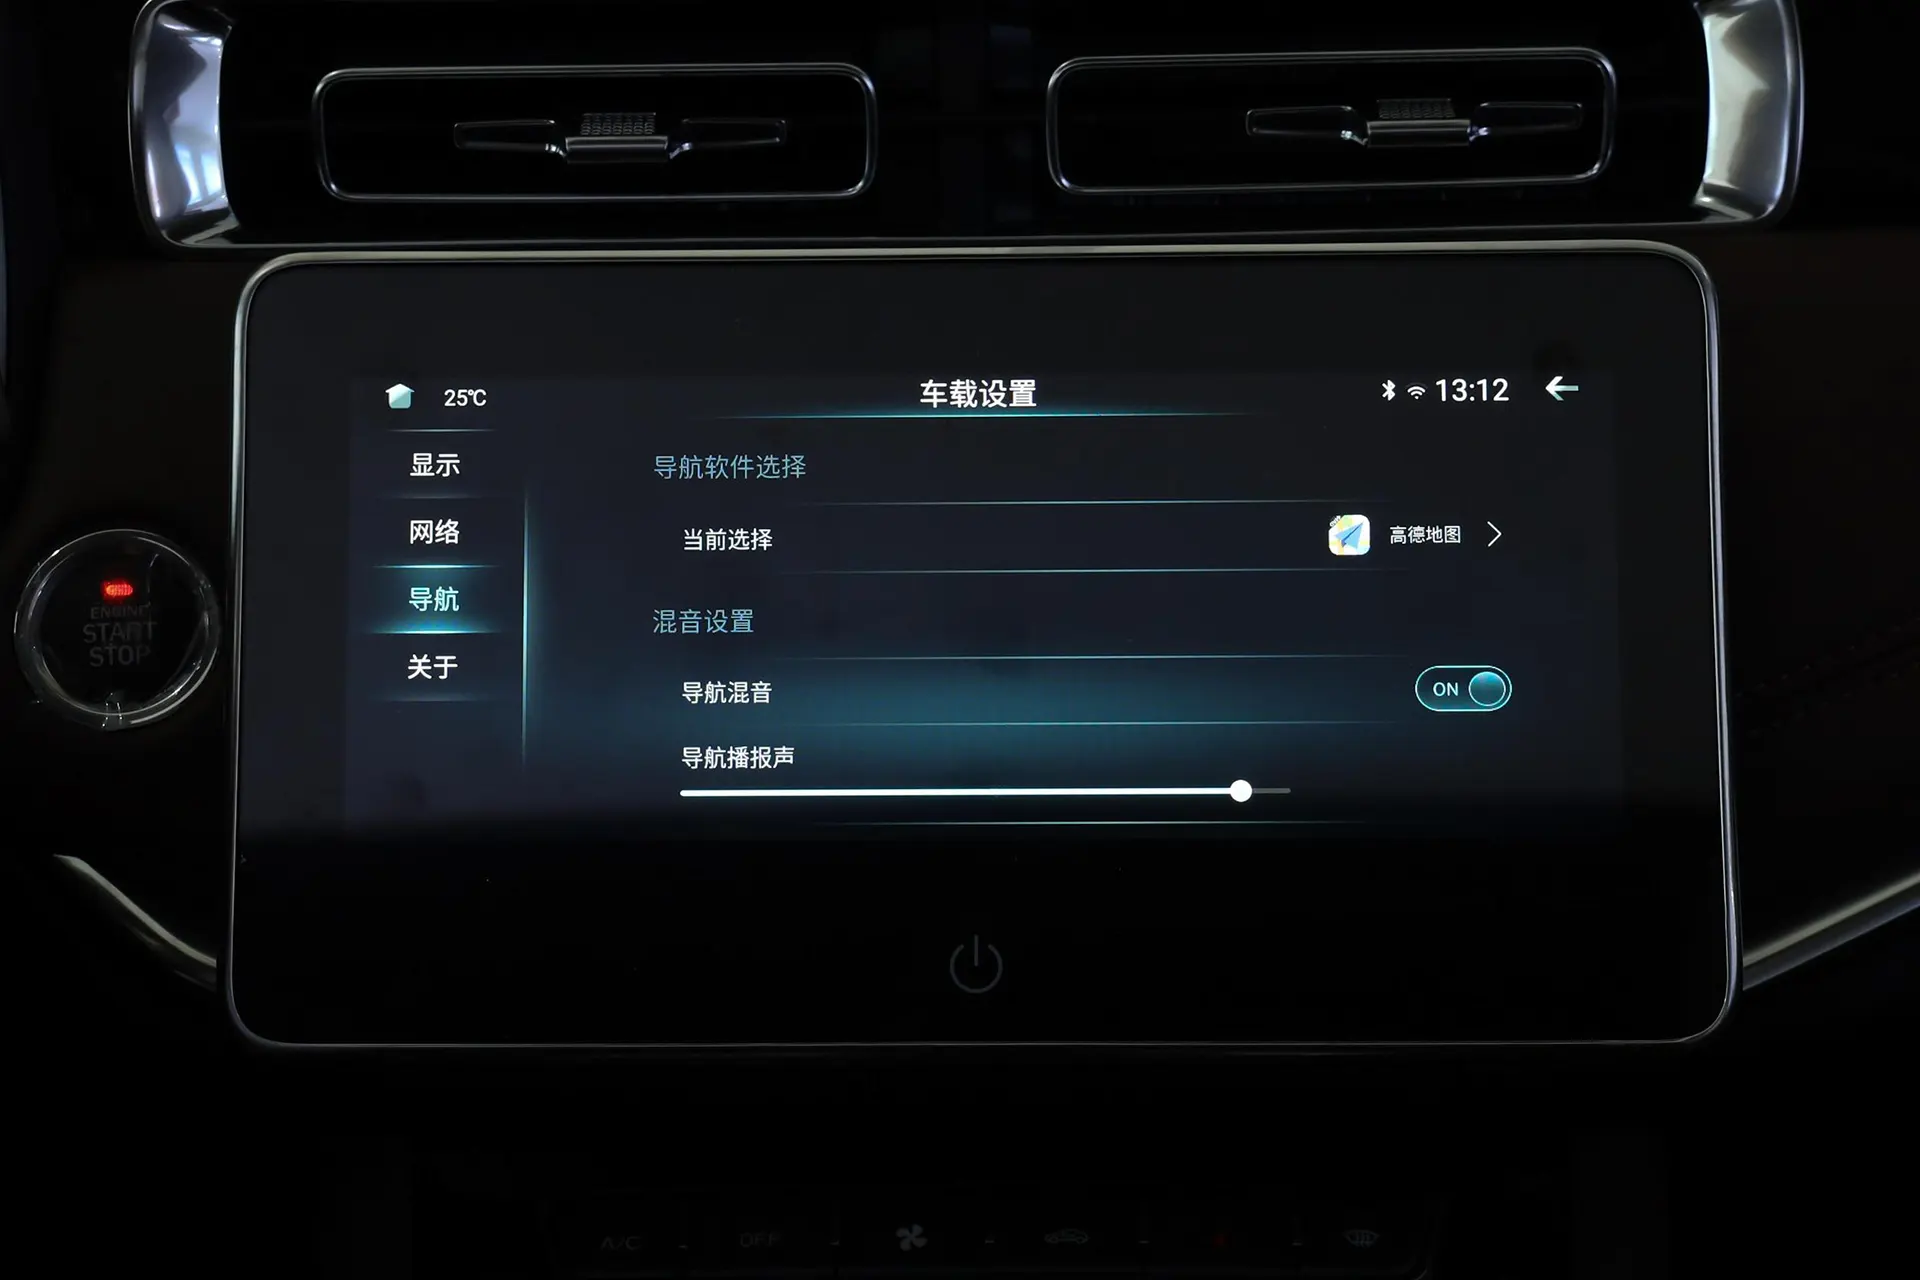 25℃
车载设置
13:12
显示
网络
导航
关于
导航软件选择
当前选择
高德地图
混音设置
导航混音
ON
导航播报声
ENGINE
START
STOP
A/C
OFF